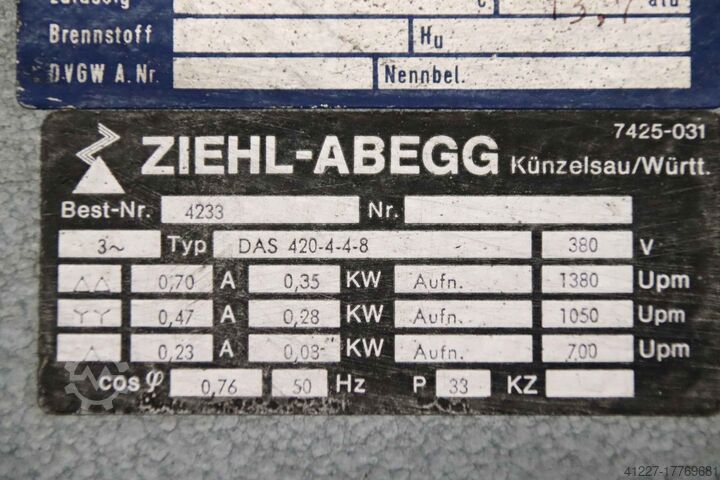 °C 13,7 atü
Brennstoff Hu
DVGW A.Nr. Nennbel.
7425-031
ZIEHL-ABEGG Künzelsau/Württ.
Best-Nr. 4233 Nr.
3~ Typ DAS 420-4-4-8 380 V
△△ 0,70 A 0,35 KW Aufn. 1380 Upm
YY 0,47 A 0,28 KW Aufn. 1050 Upm
△ 0,23 A 0,03 KW Aufn. 700 Upm
cos φ 0,76 50 Hz P 33 KZ
41227-17769681